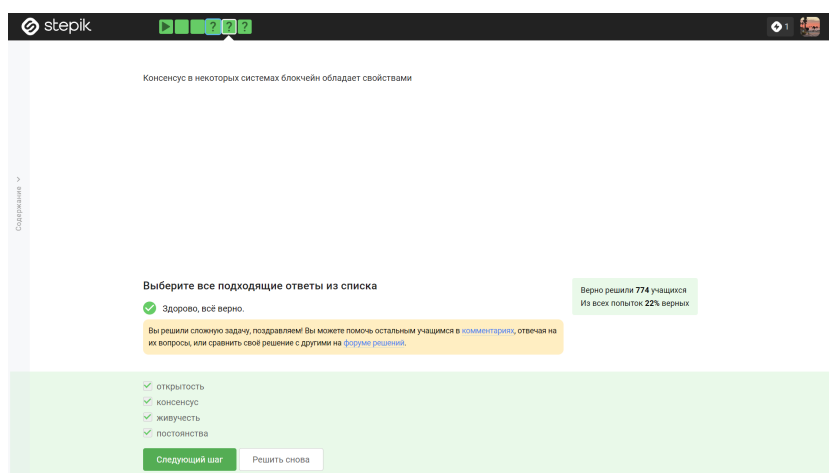 stepik
? ? ?
1
Консенсус в некоторых системах блокчейн обладает свойствами
Содержание
Выберите все подходящие ответы из списка
Здорово, всё верно.
Верно решили 774 учащихся
Из всех попыток 22% верных
Вы решили сложную задачу, поздравляем! Вы можете помочь остальным учащимся в комментариях, отвечая на
их вопросы, или сравнить своё решение с другими на форуме решений.
открытость
консенсус
живучесть
постоянства
Следующий шаг
Решить снова